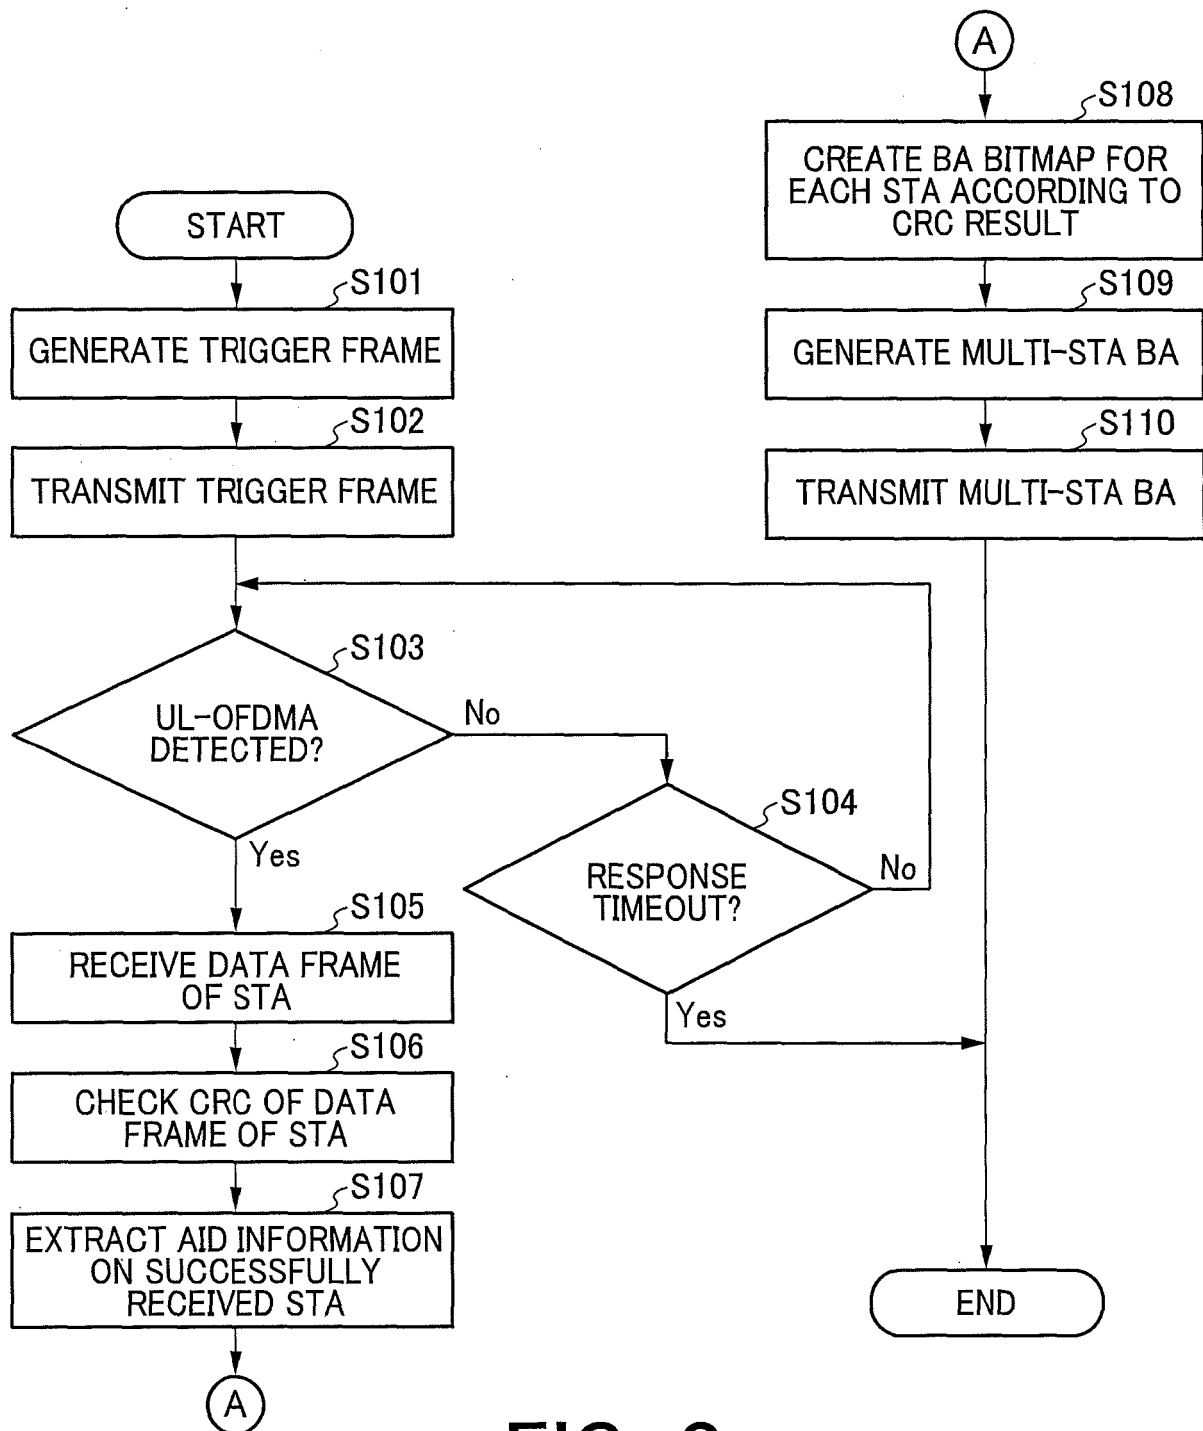 START
S101
GENERATE TRIGGER FRAME
S102
TRANSMIT TRIGGER FRAME
S103
UL-OFDMA
DETECTED?
No
Yes
S104
RESPONSE
TIMEOUT?
No
Yes
S105
RECEIVE DATA FRAME
OF STA
S106
CHECK CRC OF DATA
FRAME OF STA
S107
EXTRACT AID INFORMATION
ON SUCCESSFULLY
RECEIVED STA
A
A
S108
CREATE BA BITMAP FOR
EACH STA ACCORDING TO
CRC RESULT
S109
GENERATE MULTI-STA BA
S110
TRANSMIT MULTI-STA BA
END